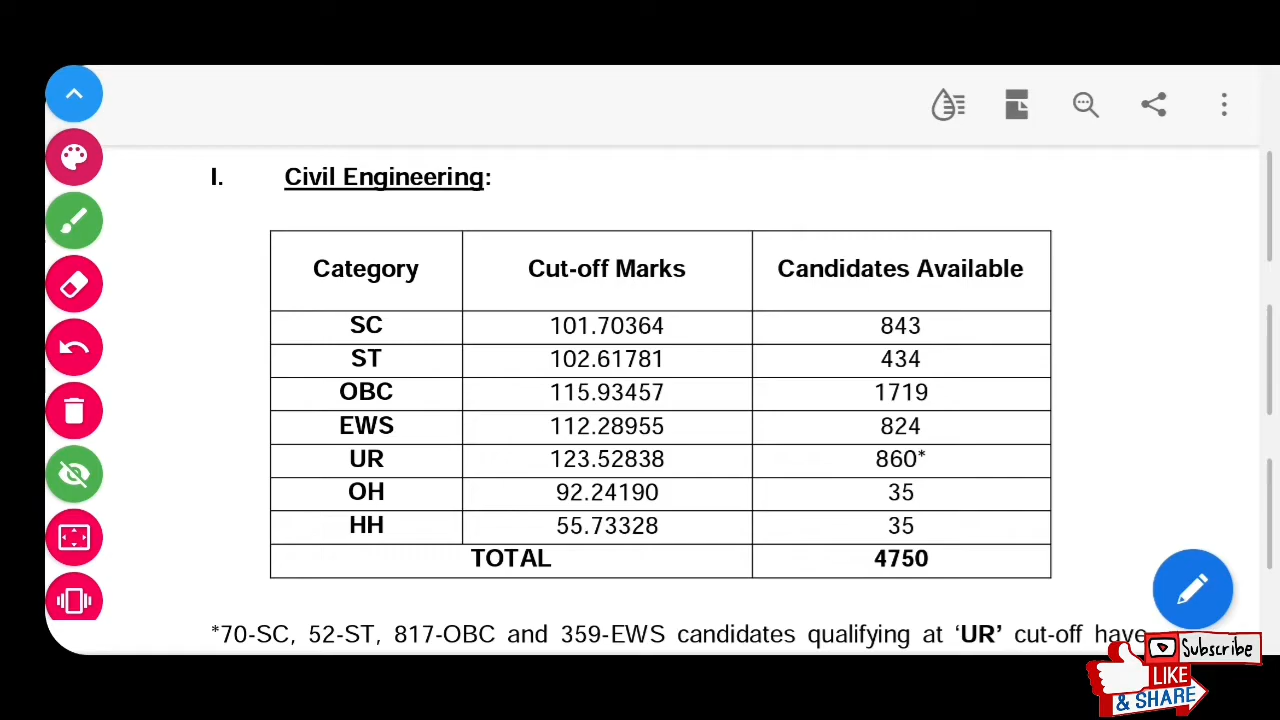 I. Civil Engineering:
Category Cut-off Marks Candidates Available
SC 101.70364 843
ST 102.61781 434
OBC 115.93457 1719
EWS 112.28955 824
UR 123.52838 860*
OH 92.24190 35
HH 55.73328 35
TOTAL 4750
*70-SC, 52-ST, 817-OBC and 359-EWS candidates qualifying at ‘UR’ cut-off have
Subscribe
LIKE
& SHARE